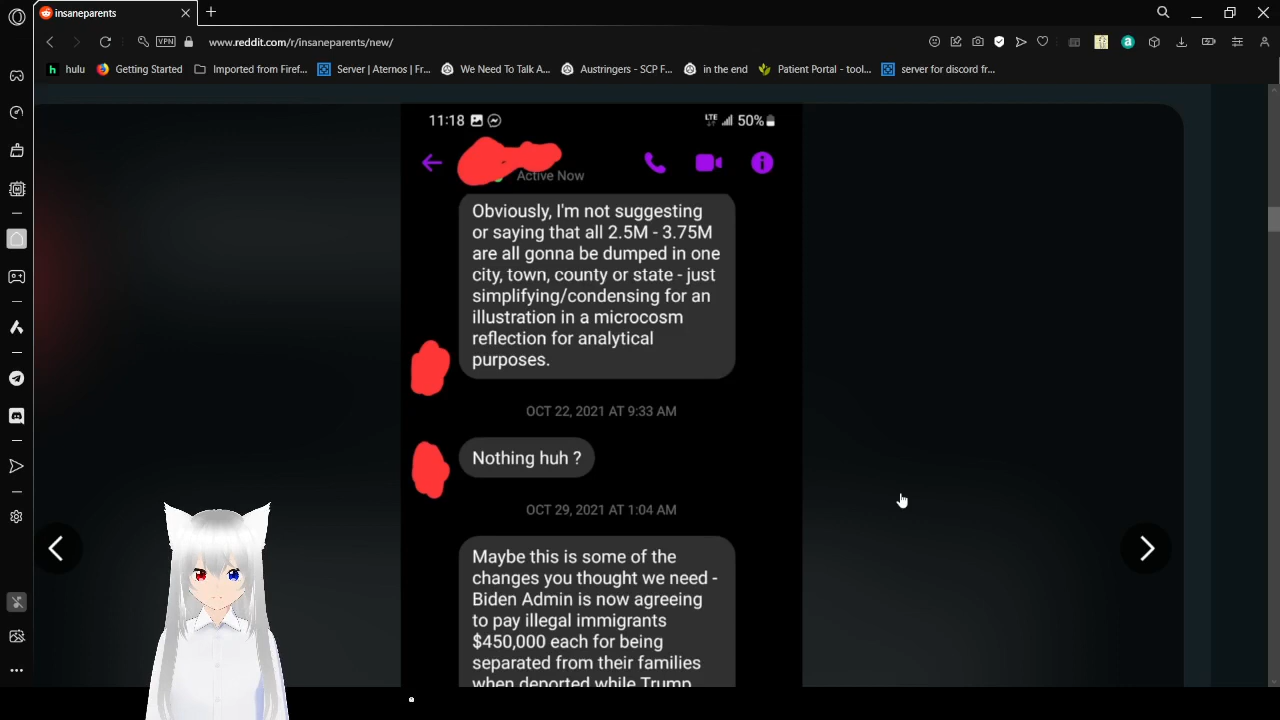 insaneparents
VPN
www.reddit.com/r/insaneparents/new/
hulu
Getting Started
Imported from Firef...
Server | Aternos | Fr...
We Need To Talk A...
Austringers - SCP F...
in the end
Patient Portal - tool...
server for discord fr...
11:18
LTE
50%
Active Now
Obviously, I'm not suggesting
or saying that all 2.5M - 3.75M
are all gonna be dumped in one
city, town, county or state - just
simplifying/condensing for an
illustration in a microcosm
reflection for analytical
purposes.
OCT 22, 2021 AT 9:33 AM
Nothing huh ?
OCT 29, 2021 AT 1:04 AM
Maybe this is some of the
changes you thought we need -
Biden Admin is now agreeing
to pay illegal immigrants
$450,000 each for being
separated from their families
when deported while Trump